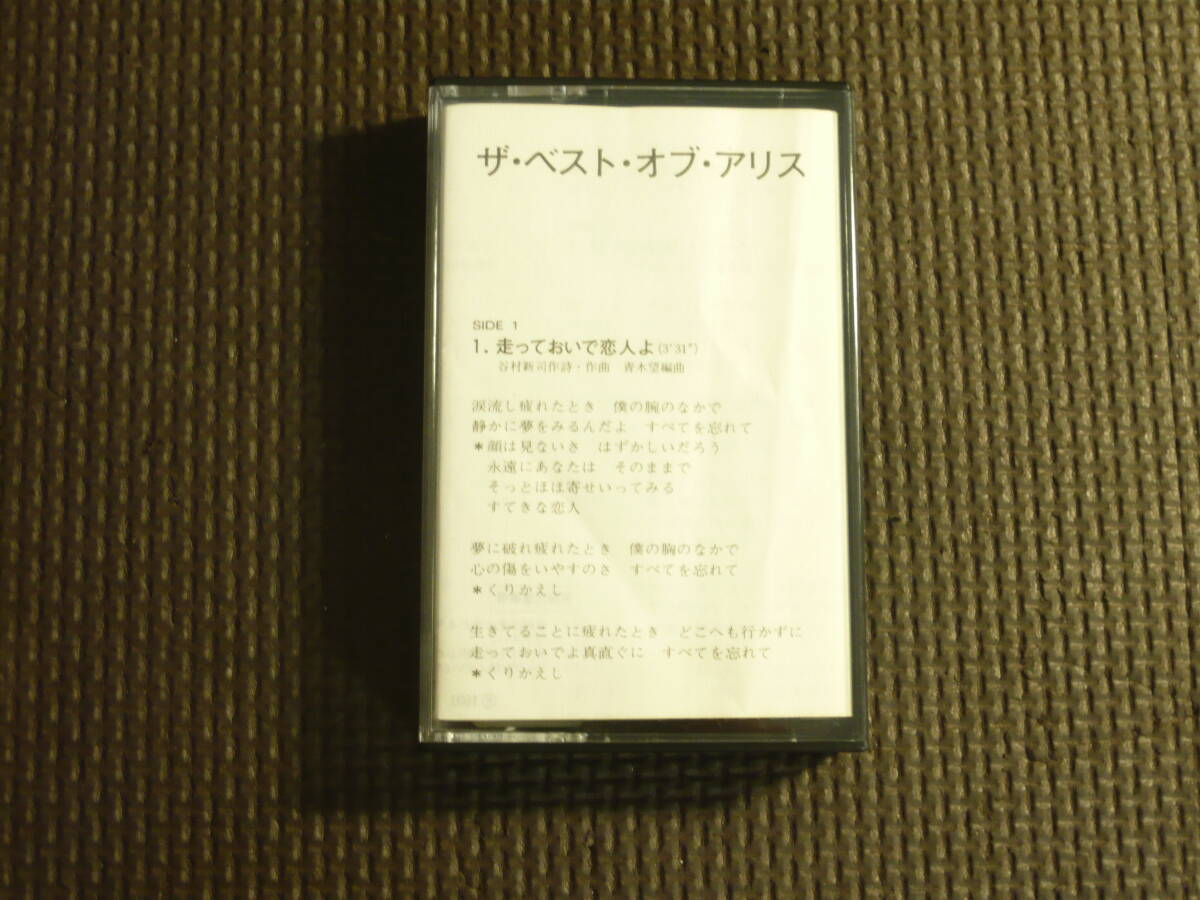 ザ・ベスト・オブ・アリス
SIDE 1
1. 走っておいで恋人よ (3'31")
谷村新司作詩・作曲　青木望編曲
涙流し疲れたとき　僕の腕のなかで
静かに夢をみるんだよ　すべてを忘れて
＊顔は見ないさ　はずかしいだろう
永遠にあなたは　そのままで
そっとほほ寄せいってみる
すてきな恋人
夢に破れ疲れたとき　僕の胸のなかで
心の傷をいやすのさ　すべてを忘れて
＊くりかえし
生きてることに疲れたとき　どこへも行かずに
走っておいでよ真直ぐに　すべてを忘れて
＊くりかえし